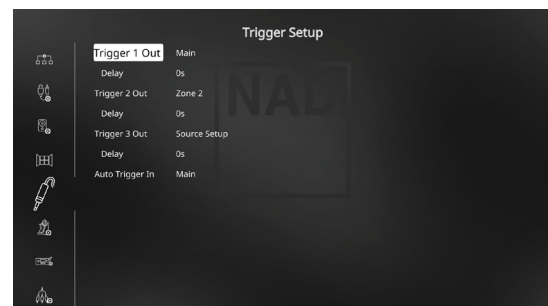 Trigger Setup
Trigger 1 Out Main
Delay 0s
Trigger 2 Out Zone 2
Delay 0s
Trigger 3 Out Source Setup
Delay 0s
Auto Trigger In Main
NAD